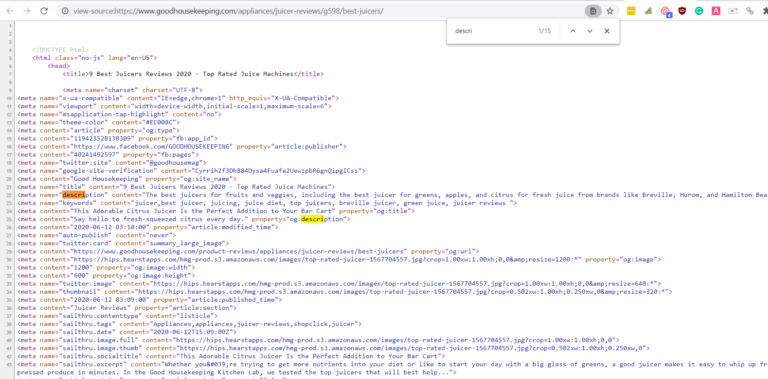 view-source:https://www.goodhousekeeping.com/appliances/juicer-reviews/g598/best-juicers/
descri 1/15
<!DOCTYPE html>
<html class="no-js" lang="en-US">
<head>
<title>9 Best Juicers Reviews 2020 - Top Rated Juice Machines</title>
<meta name="charset" charset="UTF-8">
<meta name="x-ua-compatible" content="IE=edge,chrome=1" http_equiv="X-UA-Compatible">
<meta name="viewport" content="width=device-width,initial-scale=1,maximum-scale=6">
<meta name="msapplication-tap-highlight" content="no">
<meta name="theme-color" content="#EC008C">
<meta content="article" property="og:type">
<meta content="119423528138309" property="fb:app_id">
<meta content="https://www.facebook.com/GOODHOUSEKEEPING" property="article:publisher">
<meta content="40241492597" property="fb:pages">
<meta name="twitter:site" content="@goodhousemag">
<meta name="google-site-verification" content=
<meta content="Good Housekeeping" property="og:site_name">
<meta name="title" content="9 Best Juicers Reviews 2020 - Top Rated Juice Machines">
<meta name="description" content="The best juicers for fruits and veggies, including the best juicer for greens, apples, and citrus for fresh juice from brands like Breville, Hurom, and Hamilton Bea
<meta name="keywords" content="juicer,best juicer, juicing, juice diet, top juicers, breville juicer, green juice, juicer reviews ">
<meta content="This Adorable Citrus Juicer Is the Perfect Addition to Your Bar Cart" property="og:title">
<meta content="Say hello to fresh-squeezed citrus every day." property="og:description">
<meta content="2020-06-12 03:10:00" property="article:modified_time">
<meta name="auto-publish" content="never">
<meta name="twitter:card" content="summary_large_image">
<meta content="https://www.goodhousekeeping.com/product-reviews/appliances/juicer-reviews/best-juicers" property="og:url">
<meta content="https://hips.hearstapps.com/hmg-prod.s3.amazonaws.com/images/top-rated-juicer-1567704557.jpg?crop=1.00xw:1.00xh;0,0&amp;resize=1200:*" property="og:image">
<meta content="1200" property="og:image:width">
<meta content="600" property="og:image:height">
<meta name="twitter:image" content="https://hips.hearstapps.com/hmg-prod.s3.amazonaws.com/images/top-rated-juicer-1567704557.jpg?crop=1.00xw:1.00xh;0,0&amp;resize=640:*">
<meta name="thumbnail" content="https://hips.hearstapps.com/hmg-prod.s3.amazonaws.com/images/top-rated-juicer-1567704557.jpg?crop=0.502xw:1.00xh;0.250xw,0&amp;resize=320:*">
<meta content="2020-06-12 03:09:00" property="article:published_time">
<meta content="Juicer Reviews" property="article:section">
<meta name="sailthru.contenttype" content="listicle">
<meta name="sailthru.tags" content="Appliances,appliances,juicer-reviews,shopclick,juicer">
<meta name="sailthru.date" content="2020-06-12T15:09:00Z">
<meta name="sailthru.image.full" content="https://hips.hearstapps.com/hmg-prod.s3.amazonaws.com/images/top-rated-juicer-1567704557.jpg?crop=1.00xw:1.00xh;0,0">
<meta name="sailthru.image.thumb" content="https://hips.hearstapps.com/hmg-prod.s3.amazonaws.com/images/top-rated-juicer-1567704557.jpg?crop=0.502xw:1.00xh;0.250xw,0">
<meta name="sailthru.socialtitle" content="This Adorable Citrus Juicer Is the Perfect Addition to Your Bar Cart">
<meta name="sailthru.excerpt" content="Whether you&#039;re trying to get more nutrients into your diet or like to start your day with a big glass of greens, a good juicer makes it easy to whip up fr
pressed produce in minutes. In the Good Housekeeping Kitchen Lab, we tested the top juicers that will best help...">